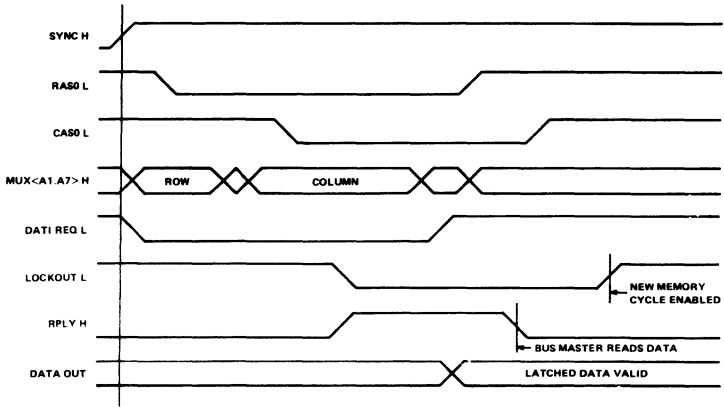 SYNC H
RAS0 L
CAS0 L
MUX<A1.A7> H
ROW
COLUMN
DATI REQ L
LOCKOUT L
NEW MEMORY
CYCLE ENABLED
RPLY H
BUS MASTER READS DATA
DATA OUT
LATCHED DATA VALID